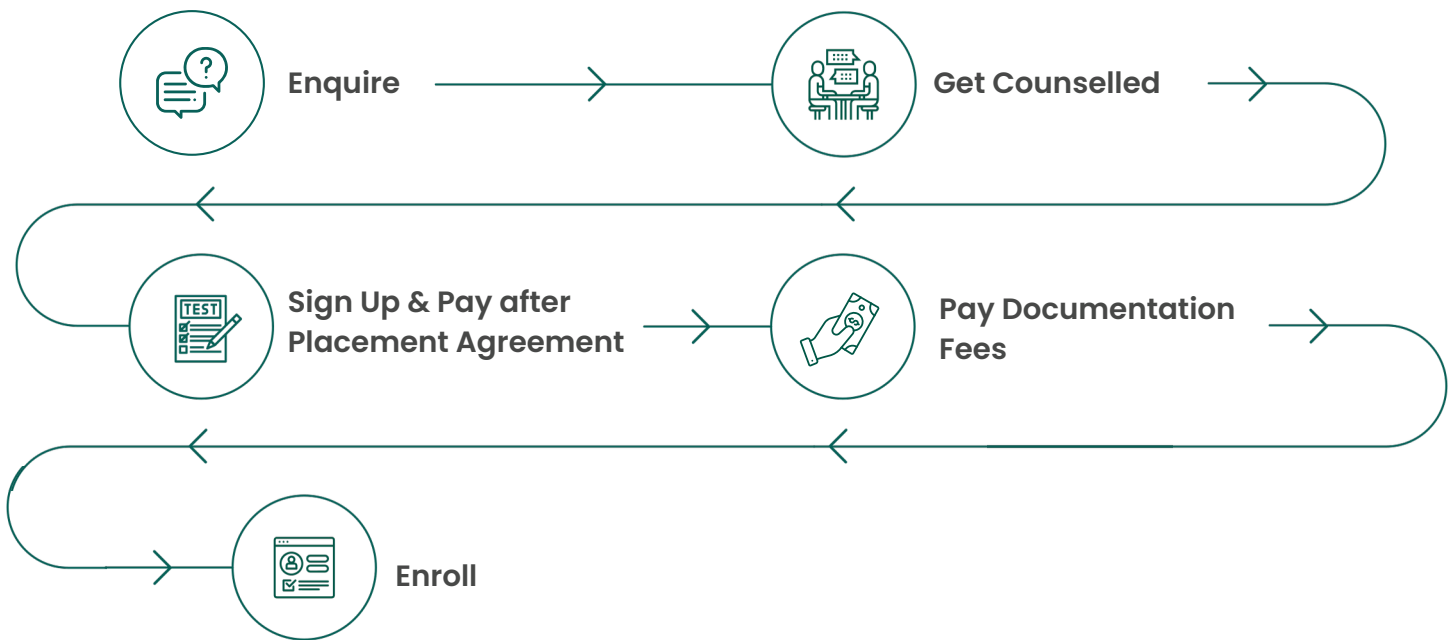 ?
Enquire
Get Counselled
TEST
Sign Up & Pay after
Placement Agreement
$
Pay Documentation
Fees
Enroll